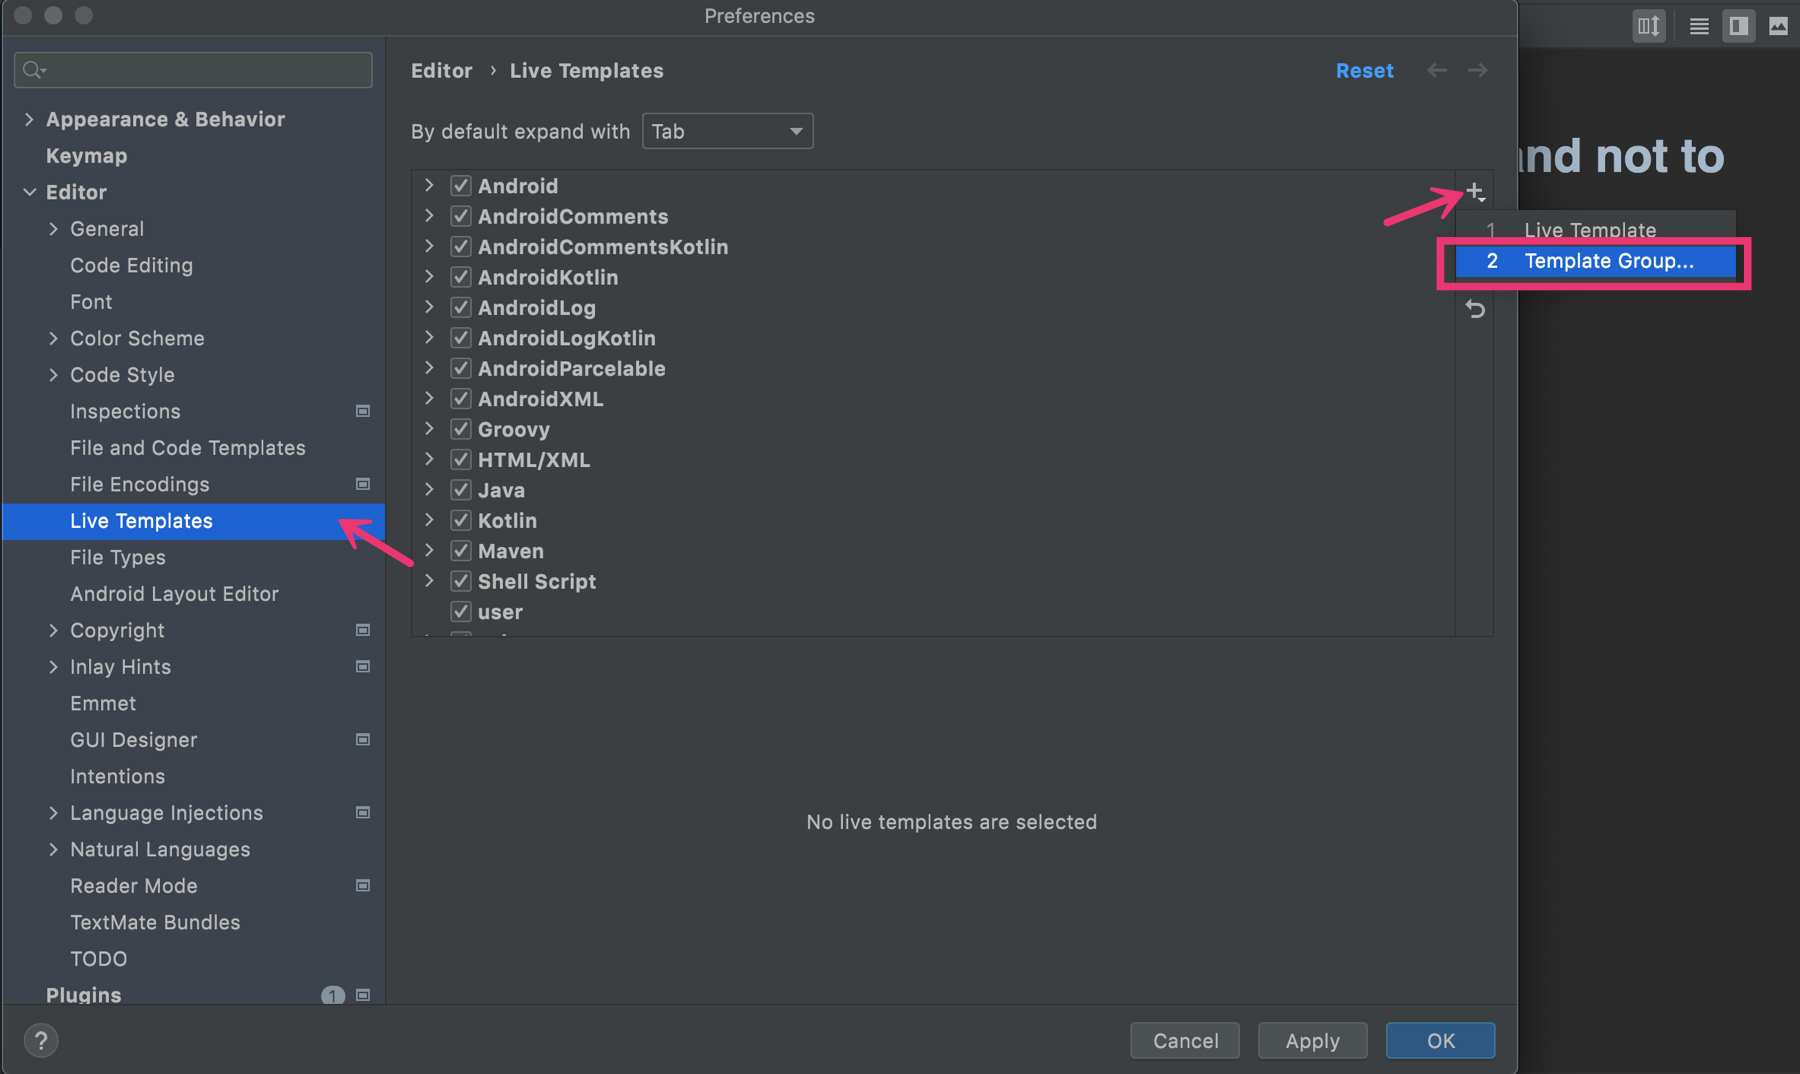 Preferences
Editor › Live Templates
Reset
and not to
By default expand with Tab
Appearance & Behavior
Keymap
Editor
General
Code Editing
Font
Color Scheme
Code Style
Inspections
File and Code Templates
File Encodings
Live Templates
File Types
Android Layout Editor
Copyright
Inlay Hints
Emmet
GUI Designer
Intentions
Language Injections
Natural Languages
Reader Mode
TextMate Bundles
TODO
Plugins 1
Android
AndroidComments
AndroidCommentsKotlin
AndroidKotlin
AndroidLog
AndroidLogKotlin
AndroidParcelable
AndroidXML
Groovy
HTML/XML
Java
Kotlin
Maven
Shell Script
user
1 Live Template
2 Template Group...
No live templates are selected
?
Cancel
Apply
OK